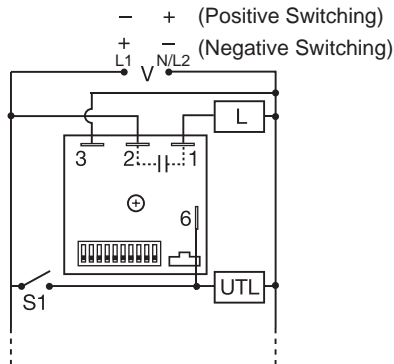 − + (Positive Switching)
+ − (Negative Switching)
L1 V N/L2
L
3 2 1
6
S1 UTL